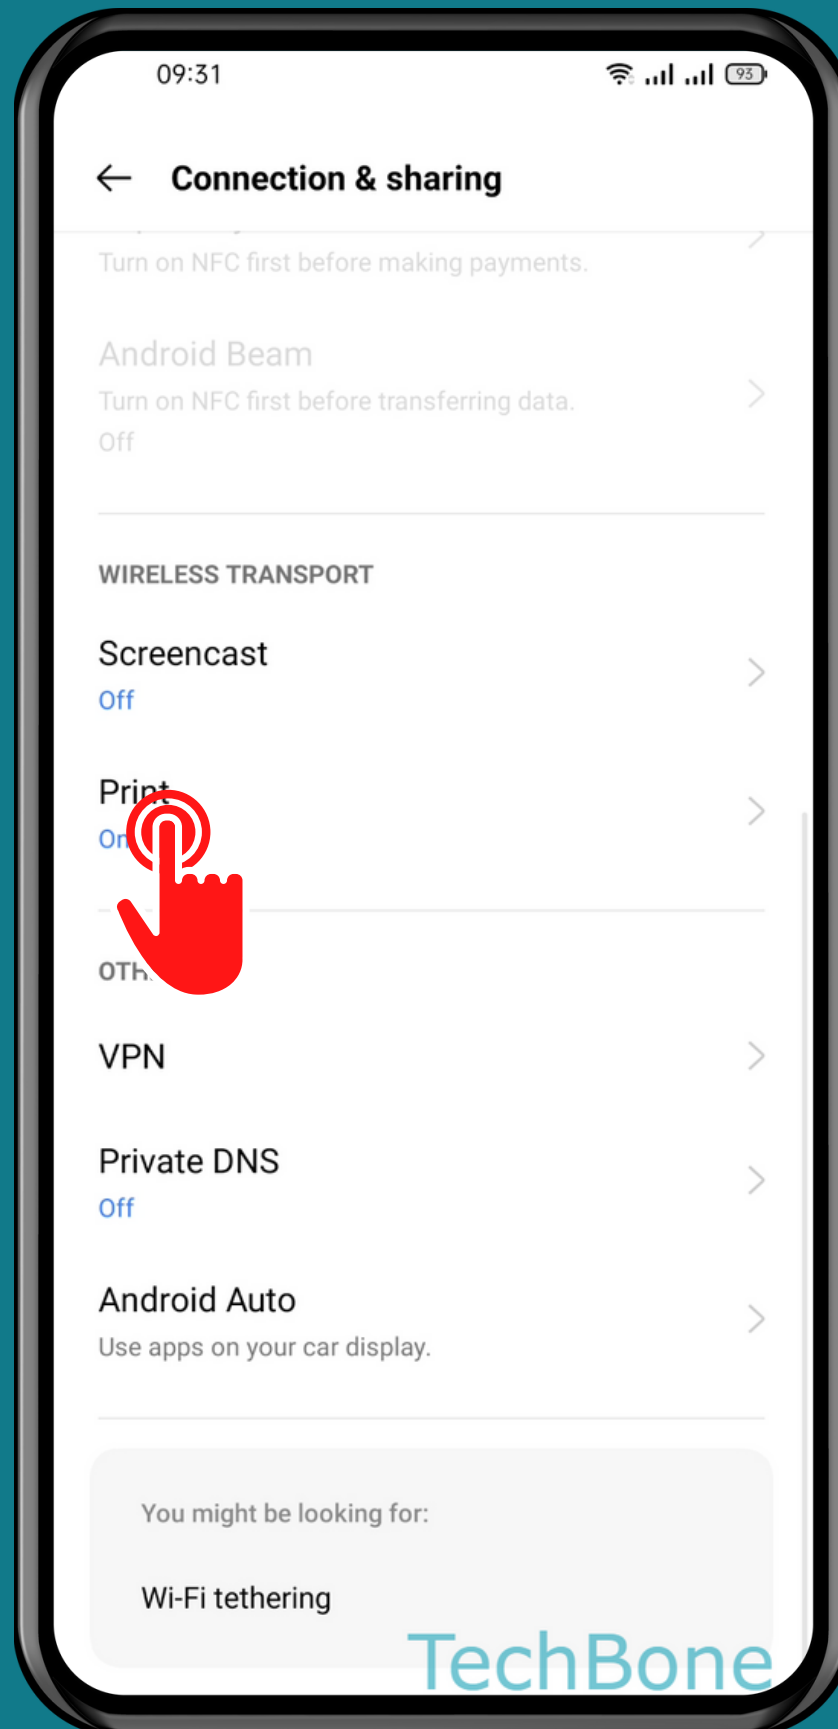 09:31
93
Connection & sharing
Turn on NFC first before making payments.
Android Beam
Turn on NFC first before transferring data.
Off
WIRELESS TRANSPORT
Screencast
Off
Print
On
VPN
Private DNS
Off
Android Auto
Use apps on your car display.
You might be looking for:
Wi-Fi tethering
TechBone